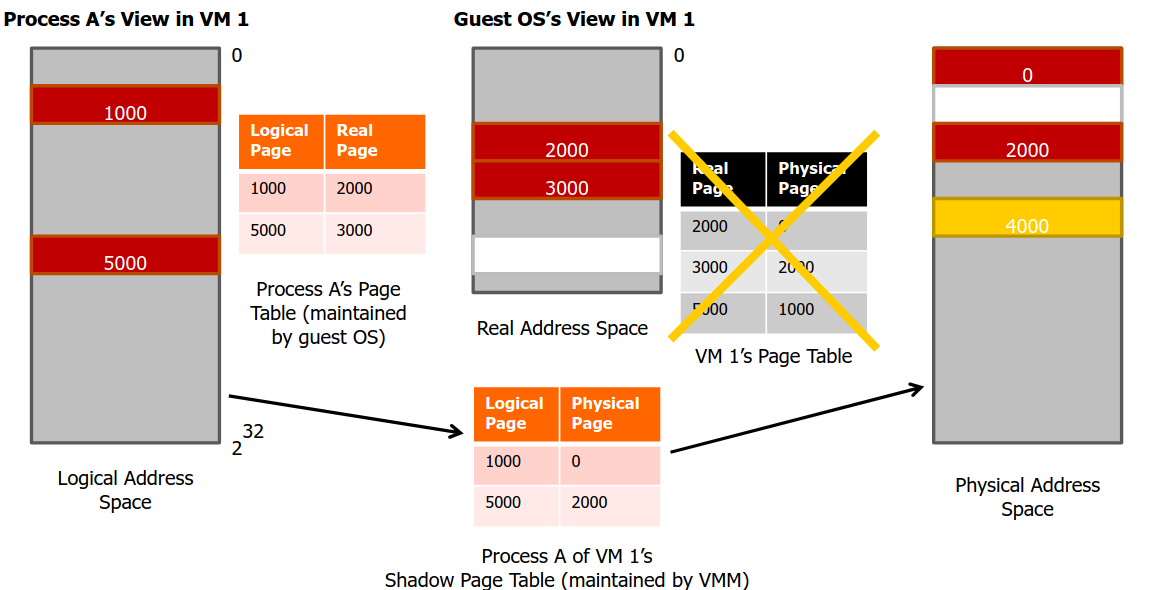 Process A's View in VM 1
Guest OS's View in VM 1
0
1000
5000
2
32
Logical Address
Space
Logical
Page
Real
Page
1000
2000
5000
3000
Process A's Page
Table (maintained
by guest OS)
0
2000
3000
Real Address Space
Real
Page
Physical
Page
2000
0
3000
2000
5000
1000
VM 1's Page Table
Logical
Page
Physical
Page
1000
0
5000
2000
Process A of VM 1's
Shadow Page Table (maintained by VMM)
0
2000
4000
Physical Address
Space